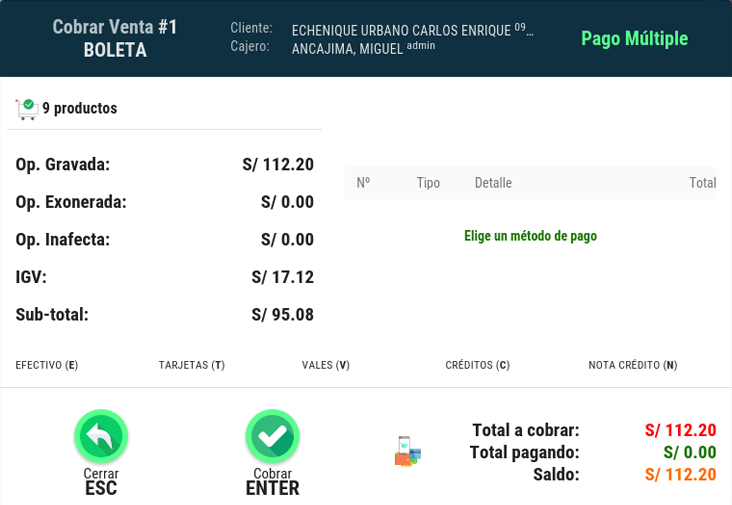 Cobrar Venta #1
BOLETA
Cliente: ECHENIQUE URBANO CARLOS ENRIQUE 09...
Cajero: ANCAJIMA, MIGUEL admin
Pago Múltiple
9 productos
Op. Gravada: S/ 112.20
Op. Exonerada: S/ 0.00
Op. Inafecta: S/ 0.00
IGV: S/ 17.12
Sub-total: S/ 95.08
Nº Tipo Detalle Total
Elige un método de pago
EFECTIVO (E) TARJETAS (T) VALES (V) CRÉDITOS (C) NOTA CRÉDITO (N)
Cerrar
ESC
Cobrar
ENTER
Total a cobrar: S/ 112.20
Total pagando: S/ 0.00
Saldo: S/ 112.20